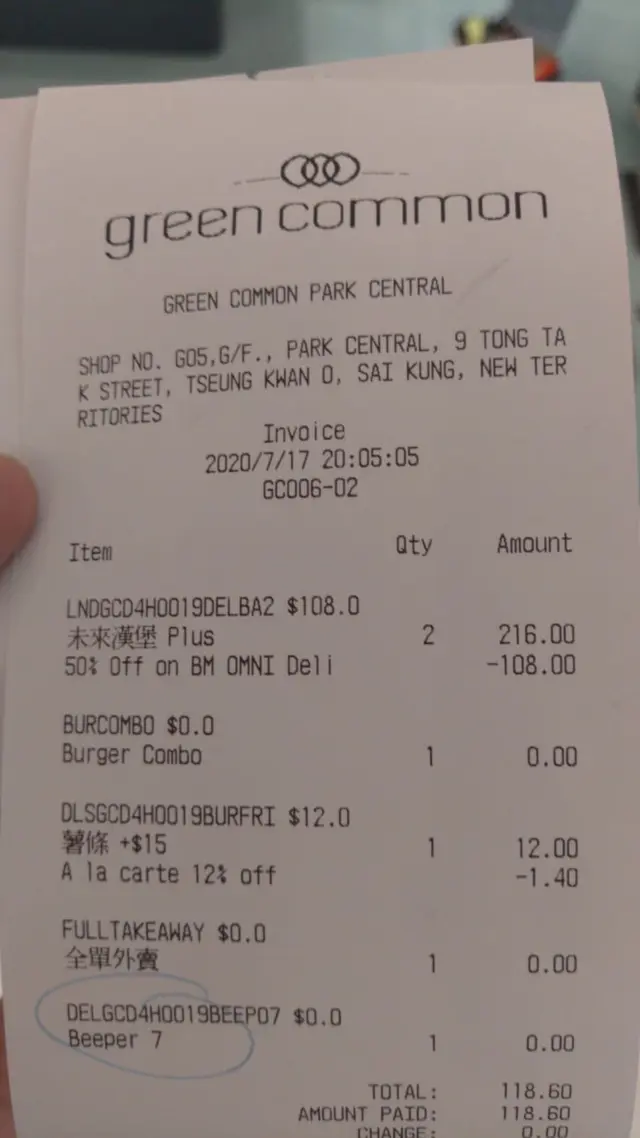 green common
GREEN COMMON PARK CENTRAL
SHOP NO. G05,G/F., PARK CENTRAL, 9 TONG TA
K STREET, TSEUNG KWAN O, SAI KUNG, NEW TER
RITORIES
Invoice
2020/7/17 20:05:05
GC006-02
Item Qty Amount
LNDGCD4H0019DELBA2 $108.0
未來漢堡 Plus 2 216.00
50% Off on BM OMNI Deli -108.00
BURCOMBO $0.0
Burger Combo 1 0.00
DLSGCD4H0019BURFRI $12.0
薯條 +$15 1 12.00
A la carte 12% off -1.40
FULLTAKEAWAY $0.0
全單外賣 1 0.00
DELGCD4H0019BEEP07 $0.0
Beeper 7 1 0.00
TOTAL: 118.60
AMOUNT PAID: 118.60
CHANGE: 0.00